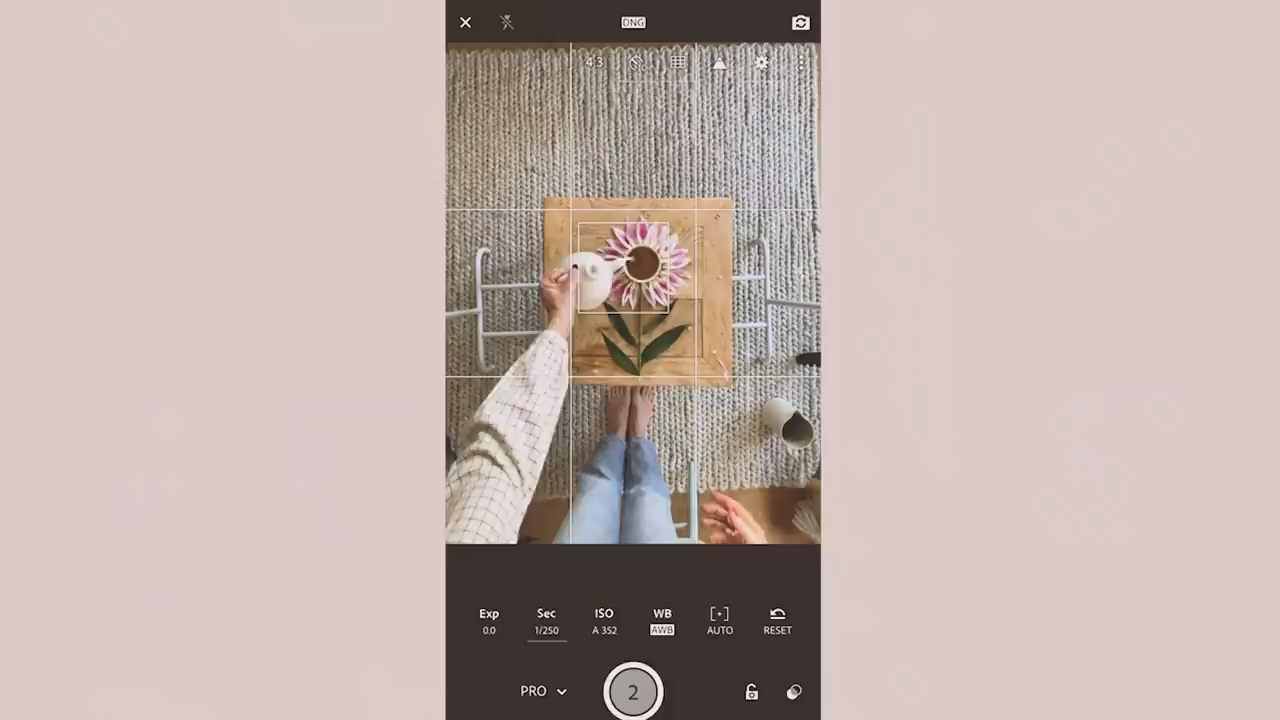 DNG
4:3
Exp Sec ISO WB RESET
0.0 1/250 A 352 AWB AUTO
PRO 2